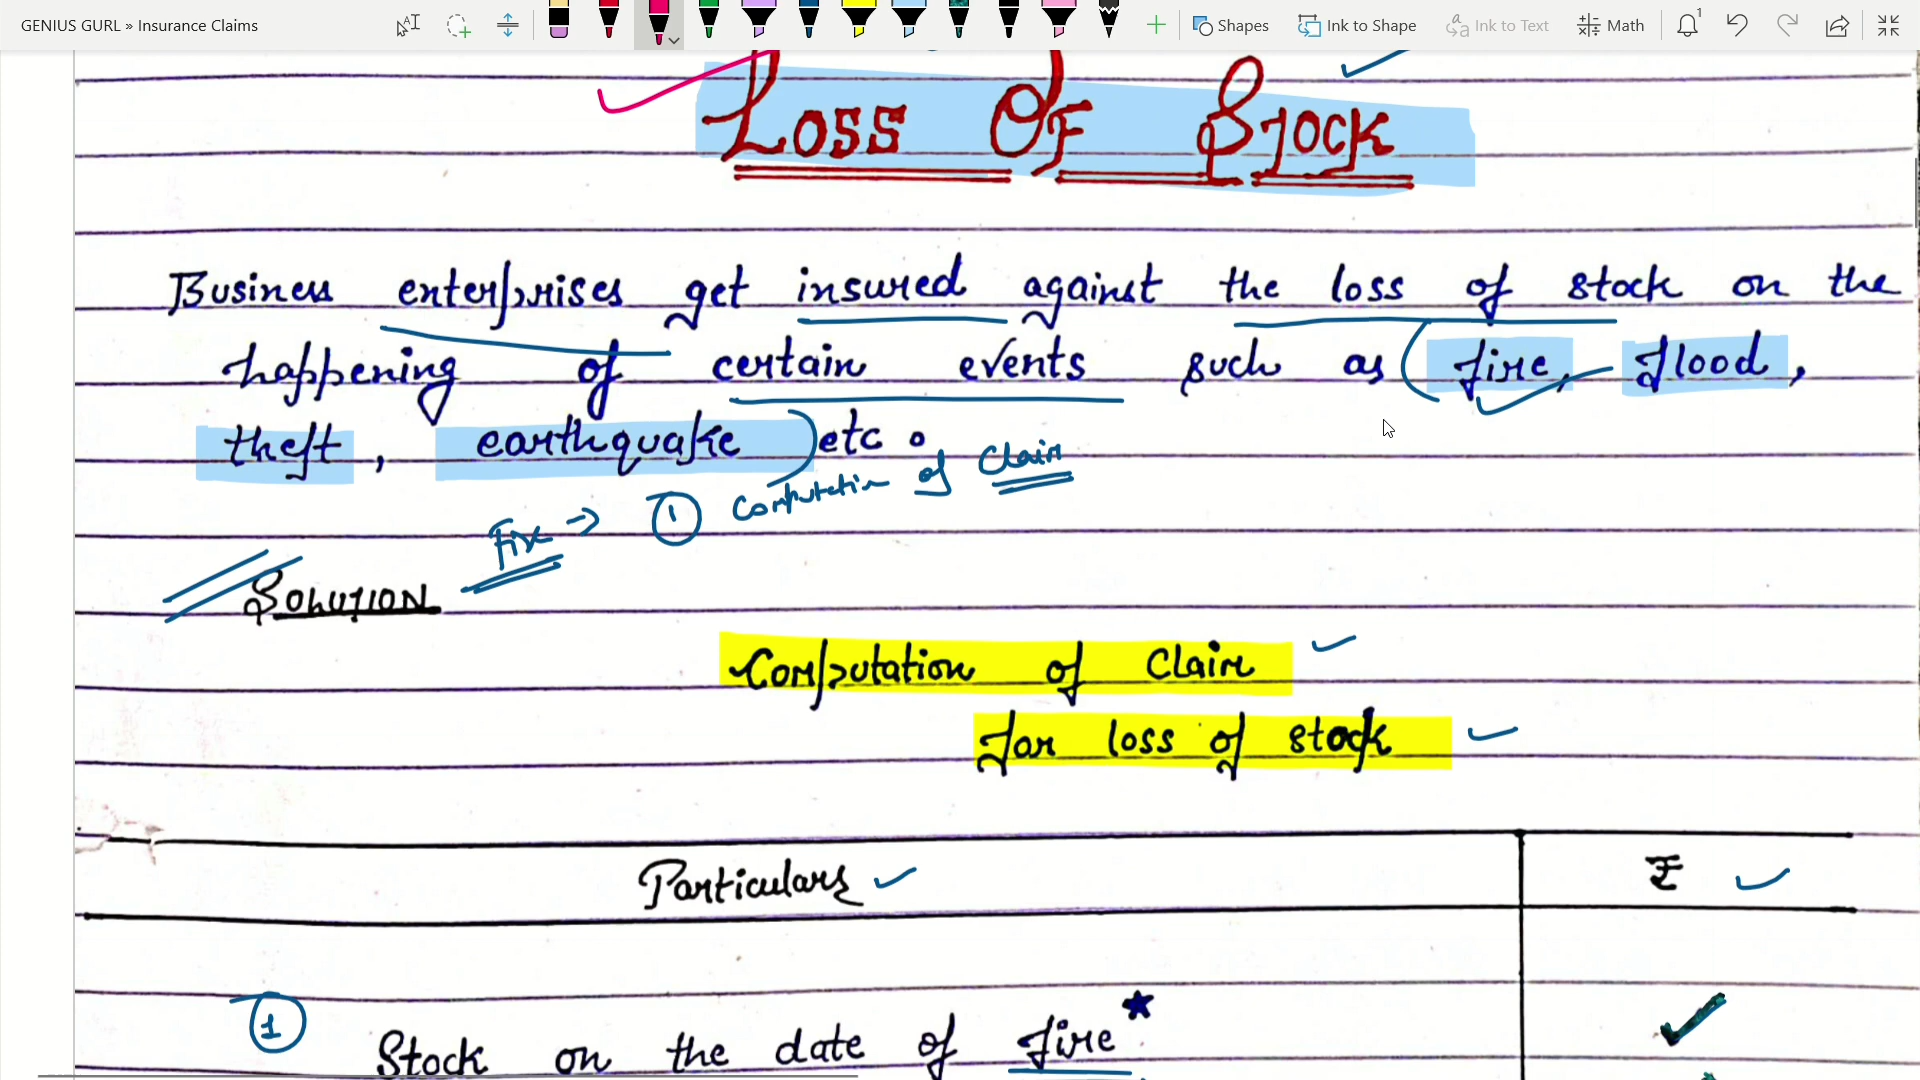 GENIUS GURL » Insurance Claims
Shapes Ink to Shape Ink to Text Math 1
Loss Of Stock
Business enterprises get insured against the loss of stock on the
happening of certain events such as fire, flood,
theft, earthquake etc.
Fire → ① Computation of Claim
Solution
Computation of Claim
for loss of stock
Particulars ₹
① Stock on the date of fire*